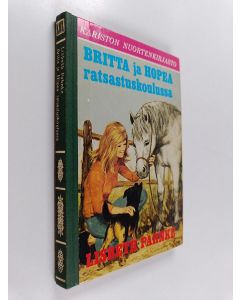 KARISTON NUORTENKIRJASTO
BRITTA ja HOPEA
ratsastuskoulussa
LISBETH PAHNKE